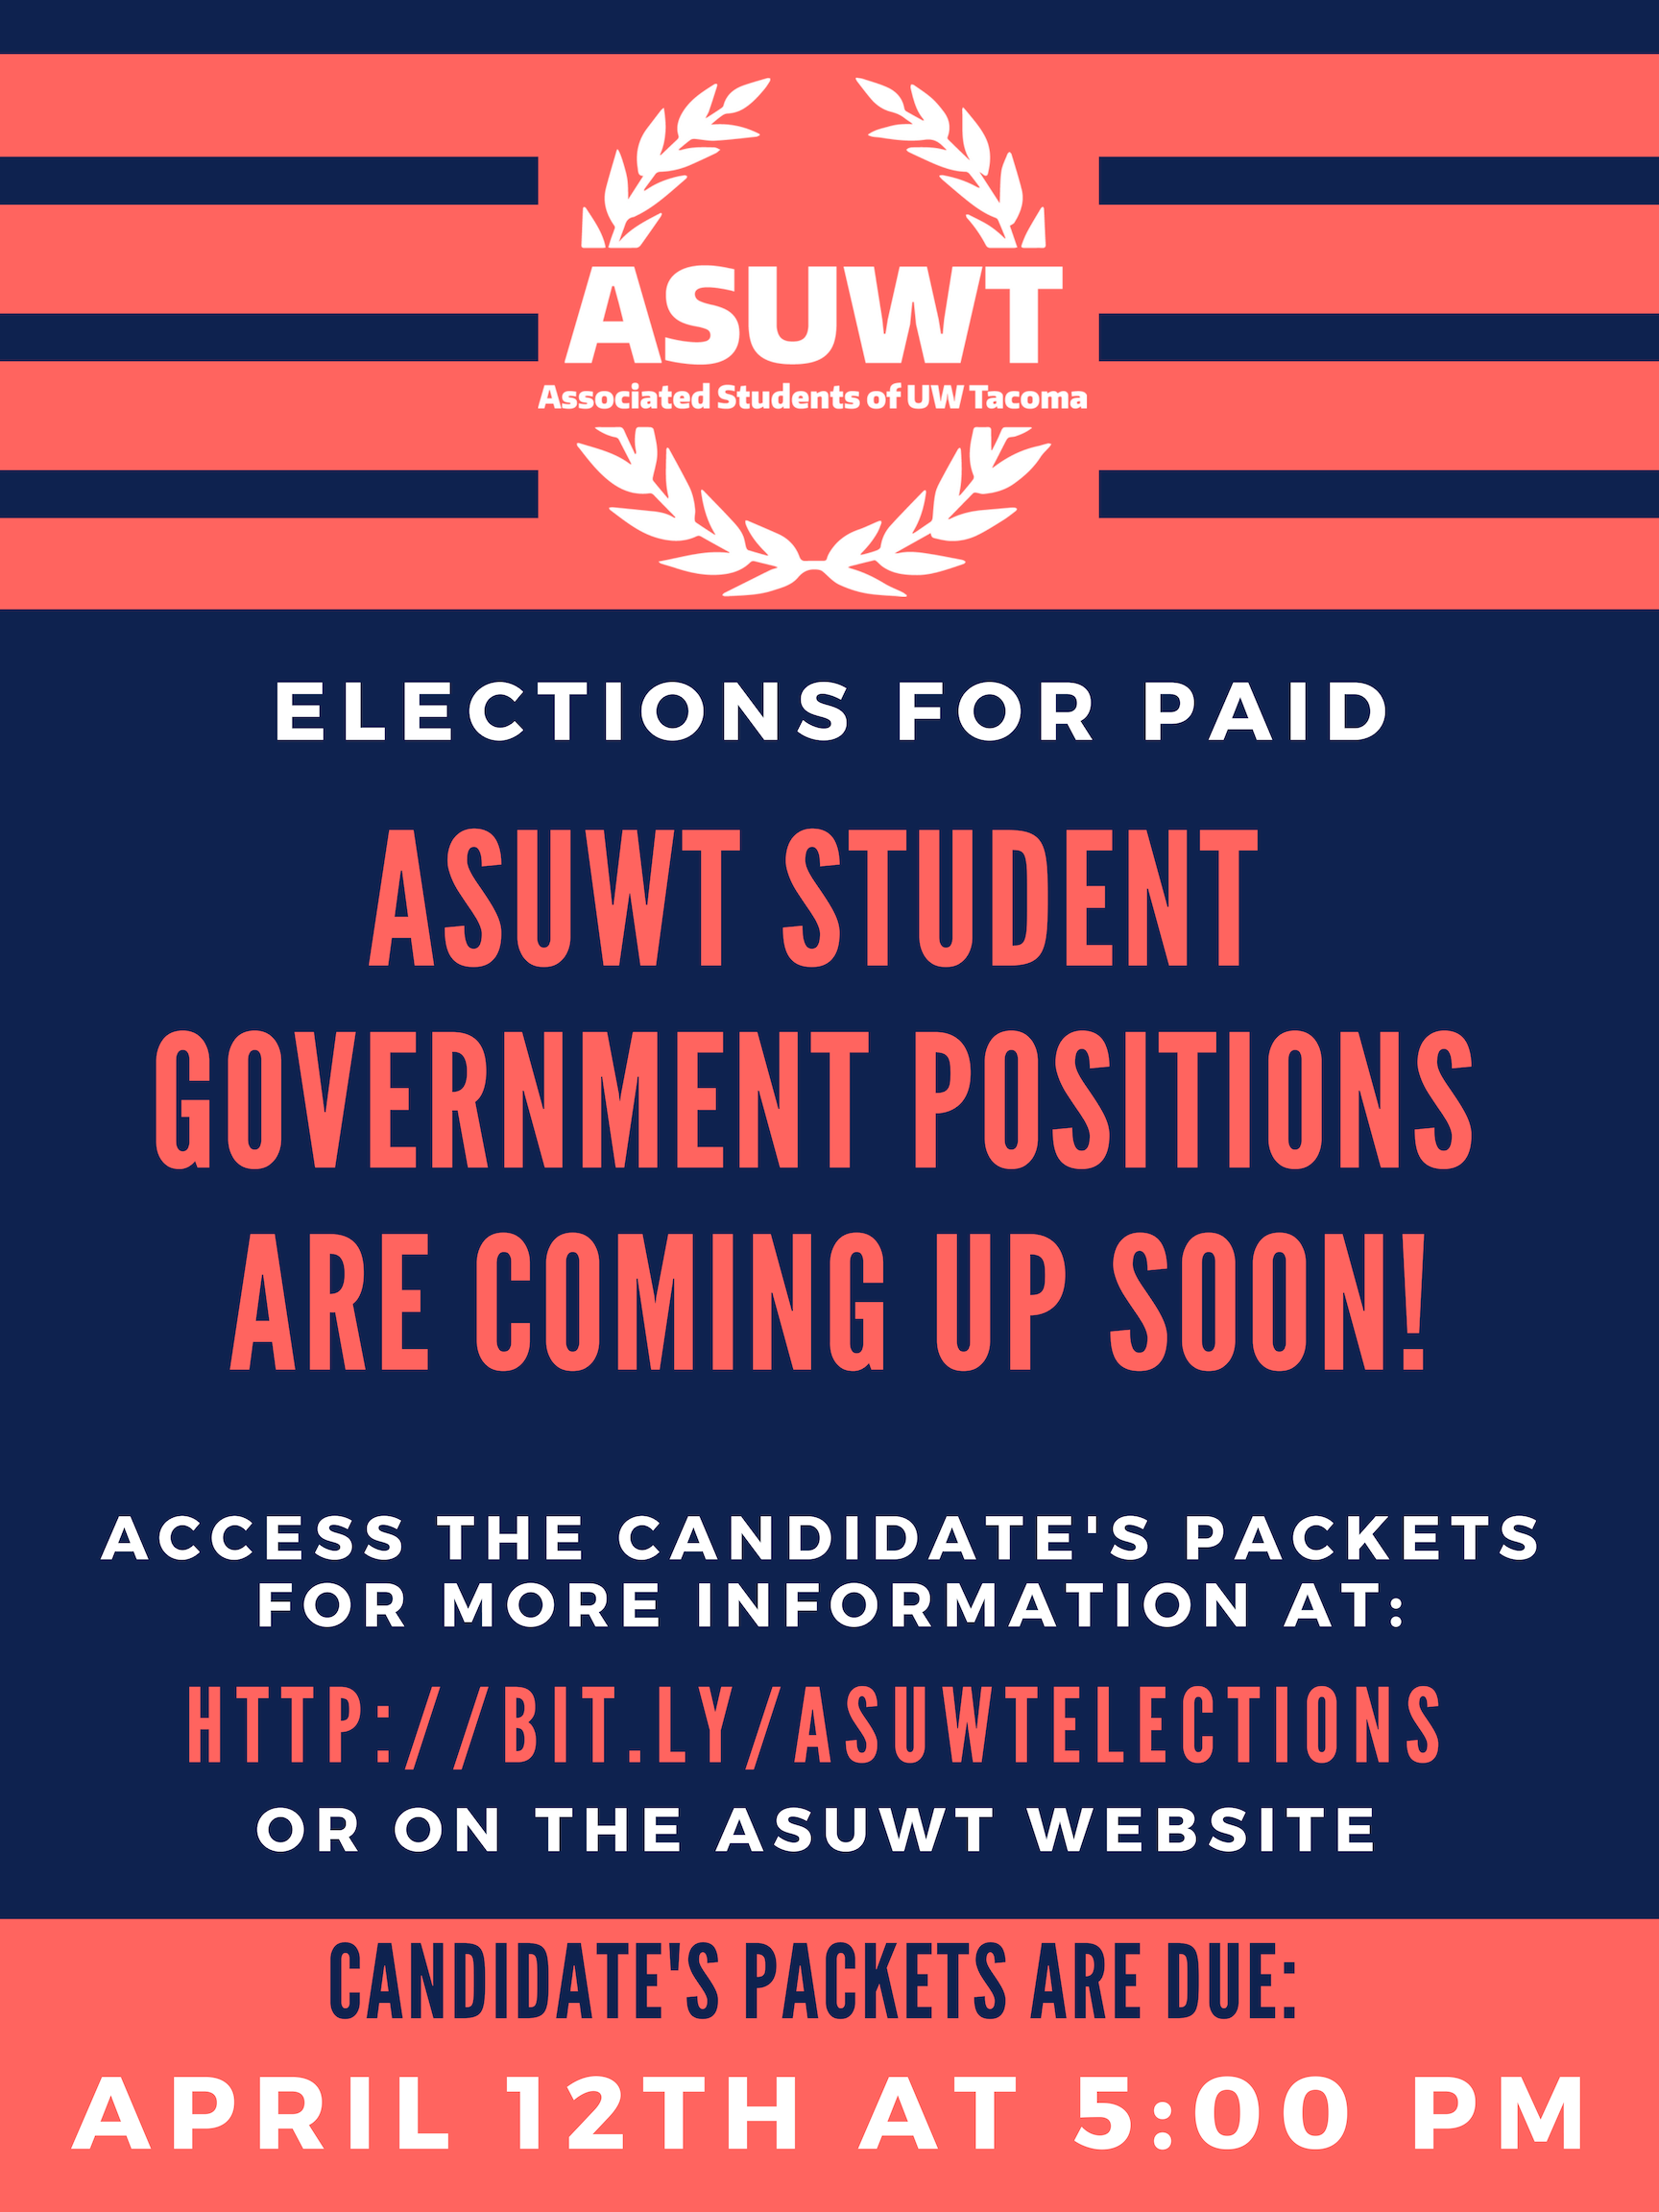 ASUWT
Associated Students of UW Tacoma
ELECTIONS FOR PAID
ASUWT STUDENT
GOVERNMENT POSITIONS
ARE COMING UP SOON!
ACCESS THE CANDIDATE'S PACKETS
FOR MORE INFORMATION AT:
HTTP://BIT.LY/ASUWTELECTIONS
OR ON THE ASUWT WEBSITE
CANDIDATE'S PACKETS ARE DUE:
APRIL 12TH AT 5:00 PM